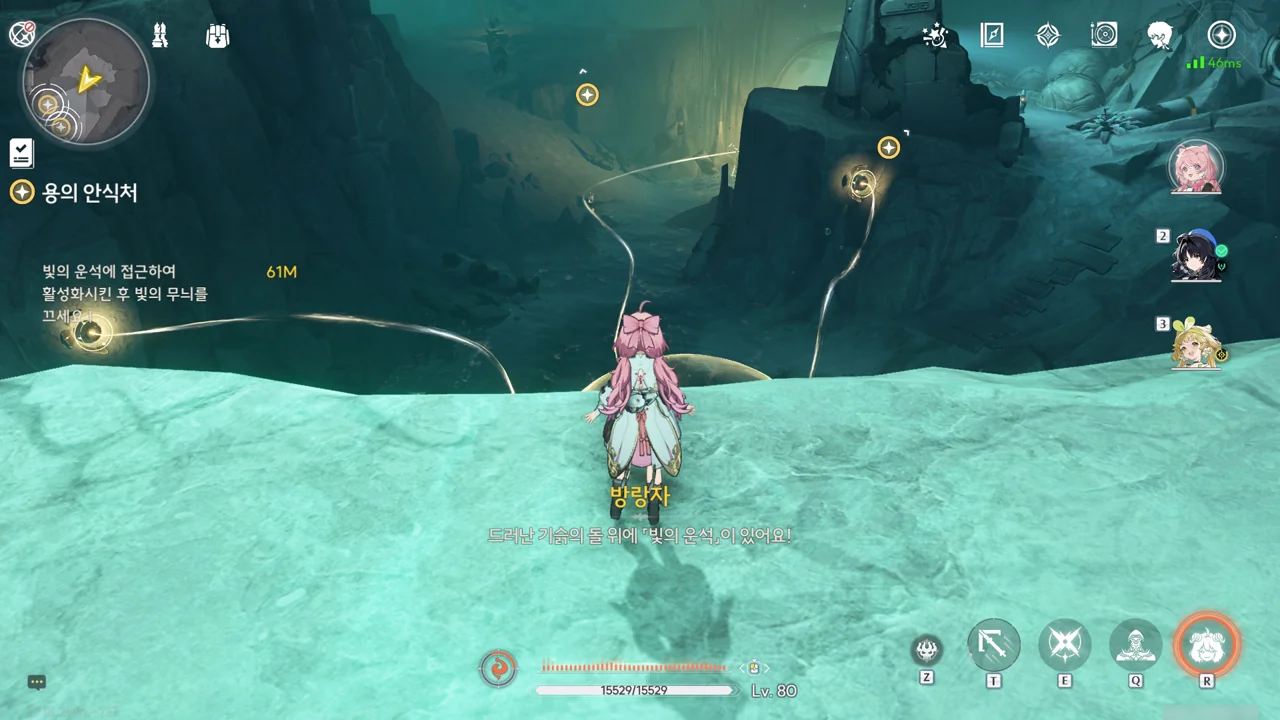 46ms
용의 안식처
빛의 운석에 접근하여
61M
활성화시킨 후 빛의 무늬를
끄세요.
2
3
방랑자
드러난 기슭의 돌 위에 「빛의 운석」이 있어요!
15529/15529
Lv. 80
Z
T
E
Q
R